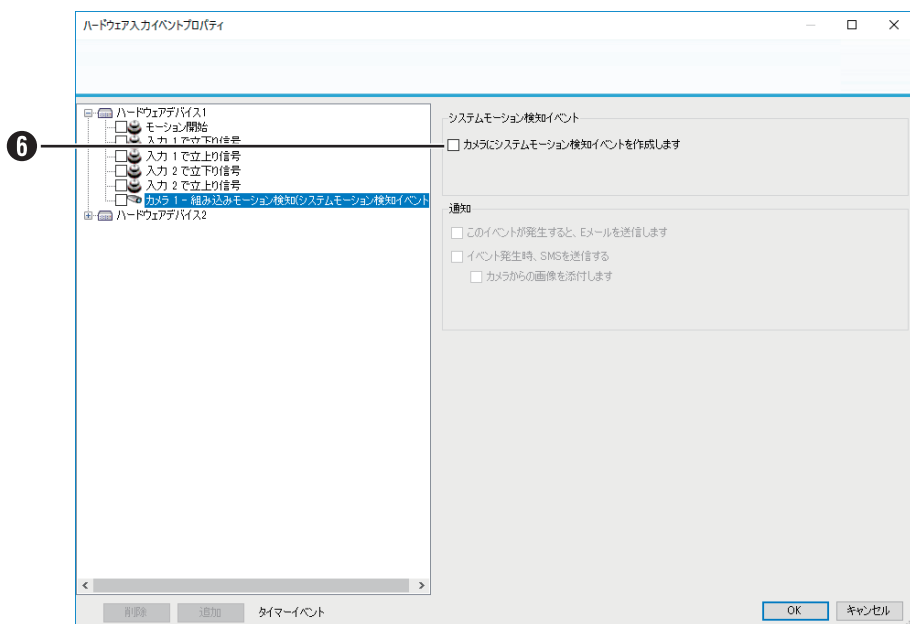 ハードウェア入力イベントプロパティ
ハードウェアデバイス1
モーション開始
入力 1 で立下り信号
入力 1 で立上り信号
入力 2 で立下り信号
入力 2 で立上り信号
カメラ 1 - 組み込みモーション検知(システムモーション検知イベント
ハードウェアデバイス2
❻
システムモーション検知イベント
カメラにシステムモーション検知イベントを作成します
通知
このイベントが発生すると、Eメールを送信します
イベント発生時、SMSを送信する
カメラからの画像を添付します
削除
追加
タイマーイベント
OK
キャンセル